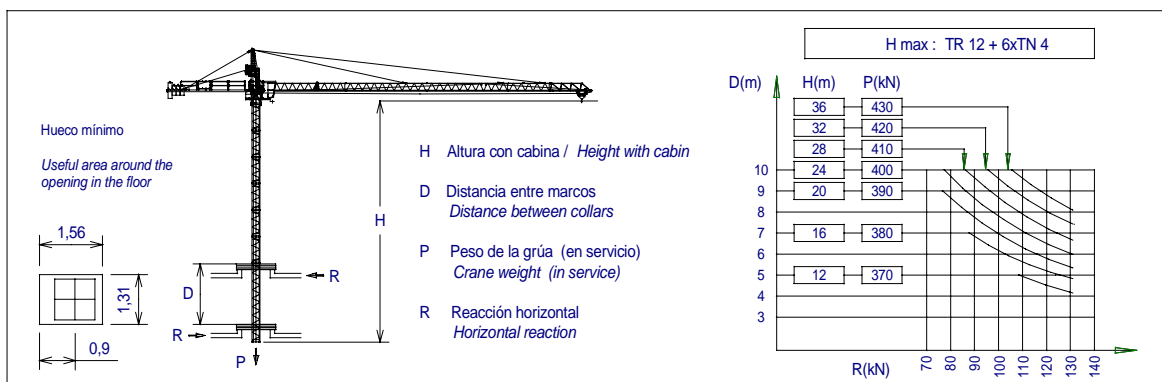 H max : TR 12 + 6xTN 4
D(m) H(m) P(kN)
36 430
32 420
28 410
10 24 400
9 20 390
8
7 16 380
6
5 12 370
4
3
R(kN) 70 80 90 100 110 120 130 140
Hueco mínimo
Useful area around the
opening in the floor
1,56
1,31
0,9
H
D
R
R
P
H Altura con cabina / Height with cabin
D Distancia entre marcos
Distance between collars
P Peso de la grúa (en servicio)
Crane weight (in service)
R Reacción horizontal
Horizontal reaction